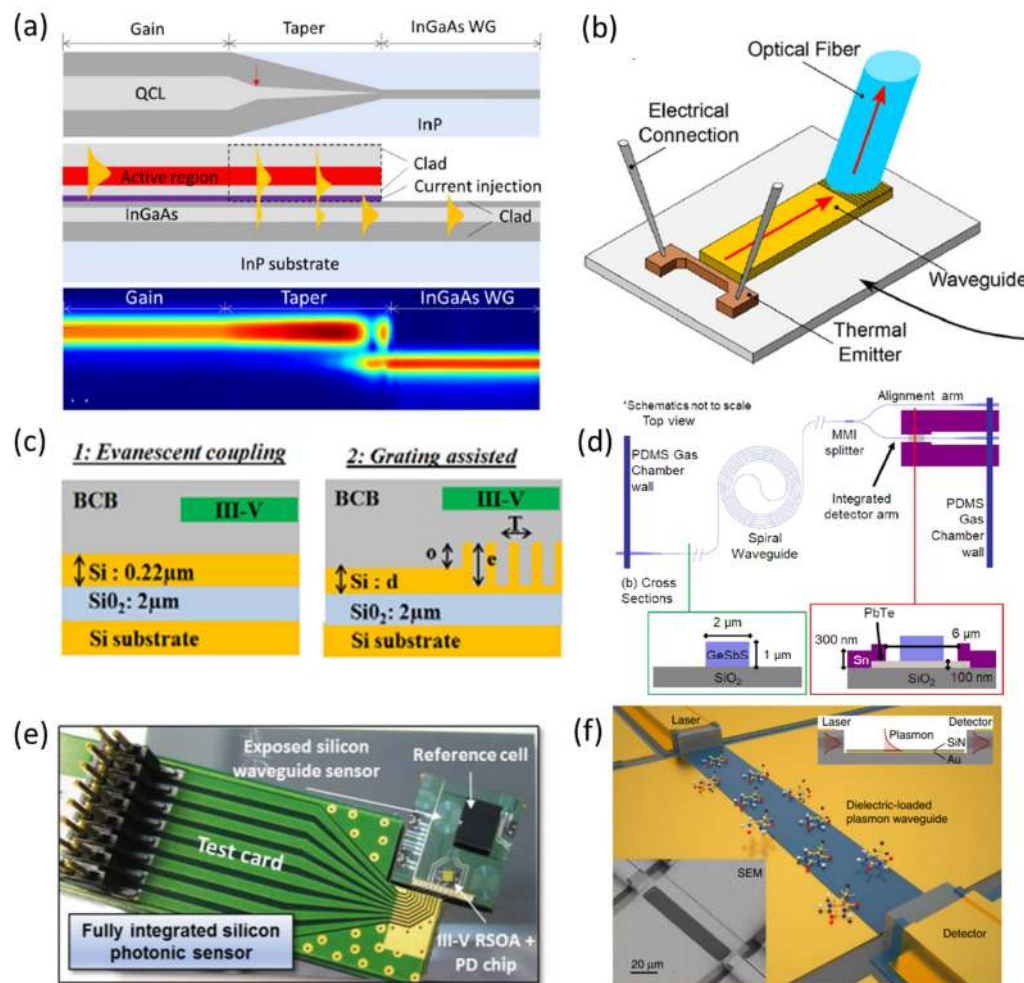 (a)
Gain
Taper
InGaAs WG
QCL
InP
Clad
Active region
Current injection
InGaAs
Clad
InP substrate
Gain
Taper
InGaAs WG
(b)
Optical Fiber
Electrical
Connection
Waveguide
Thermal
Emitter
(c)
1: Evanescent coupling
BCB
III-V
Si : 0.22µm
SiO₂: 2µm
Si substrate
2: Grating assisted
BCB
III-V
T
o
e
Si : d
SiO₂: 2µm
Si substrate
(d)
*Schematics not to scale
Top view
Alignment arm
MMI
splitter
PDMS Gas
Chamber
wall
Integrated
detector arm
PDMS
Gas
Chamber
wall
Spiral
Waveguide
(b) Cross
Sections
2 µm
GeSbS
1 µm
SiO₂
PbTe
6 µm
300 nm
Sn
SiO₂
100 nm
(e)
Exposed silicon
waveguide sensor
Reference cell
Test card
Fully integrated silicon
photonic sensor
III-V RSOA +
PD chip
(f)
Laser
Laser
Detector
Plasmon
SiN
Au
Dielectric-loaded
plasmon waveguide
SEM
20 µm
Detector